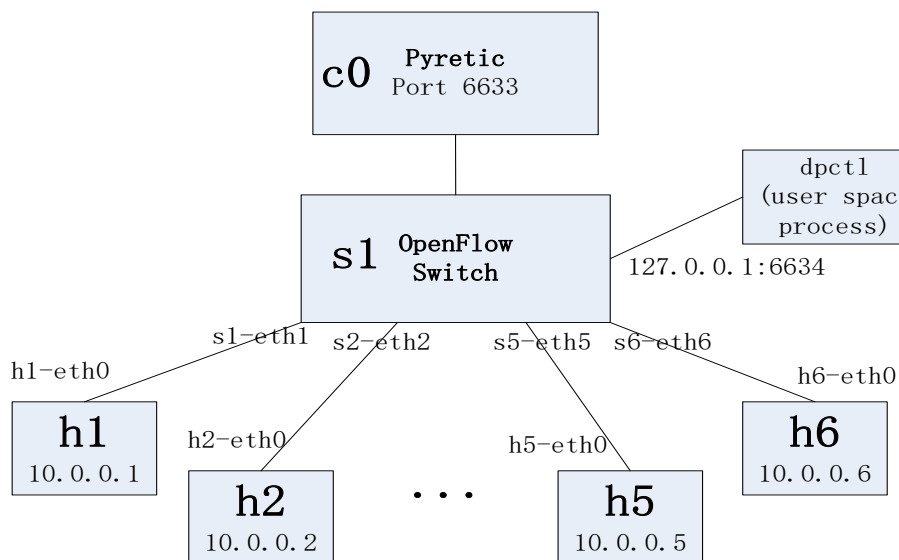 c0
Pyretic
Port 6633
dpctl
(user spac
process)
s1
OpenFlow
Switch
127.0.0.1:6634
s1-eth1
s2-eth2
s5-eth5
s6-eth6
h1-eth0
h6-eth0
h1
10.0.0.1
h2-eth0
h5-eth0
h6
10.0.0.6
h2
10.0.0.2
...
h5
10.0.0.5